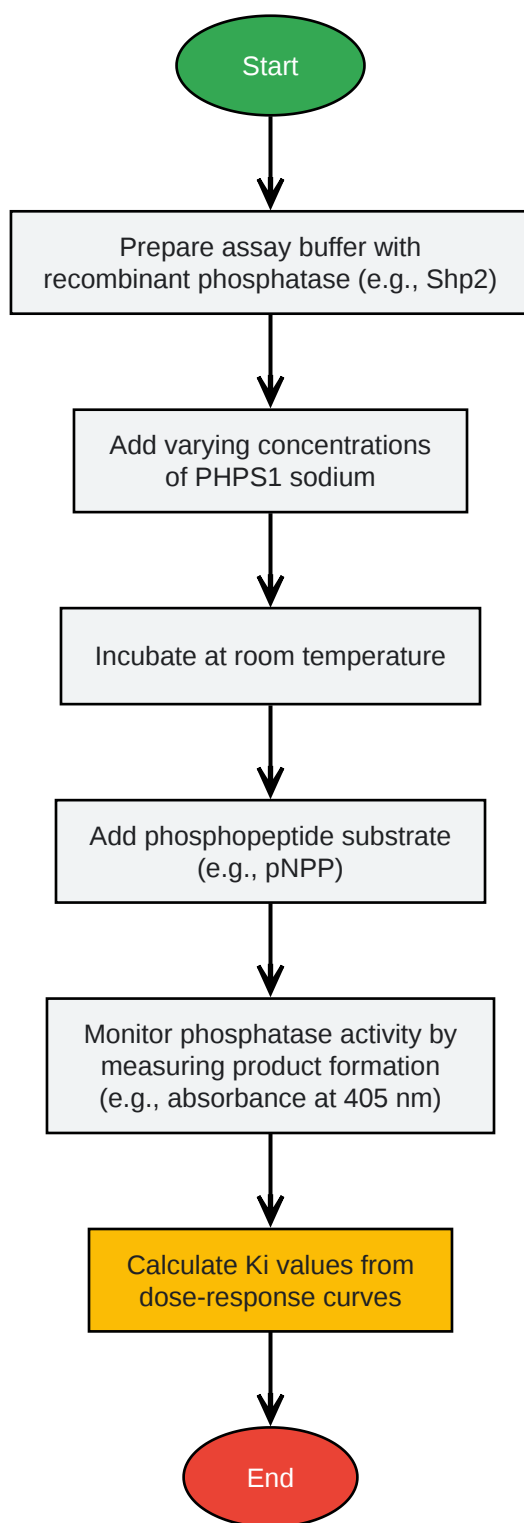 Start
Prepare assay buffer with
recombinant phosphatase (e.g., Shp2)
Add varying concentrations
of PHPS1 sodium
Incubate at room temperature
Add phosphopeptide substrate
(e.g., pNPP)
Monitor phosphatase activity by
measuring product formation
(e.g., absorbance at 405 nm)
Calculate Ki values from
dose-response curves
End